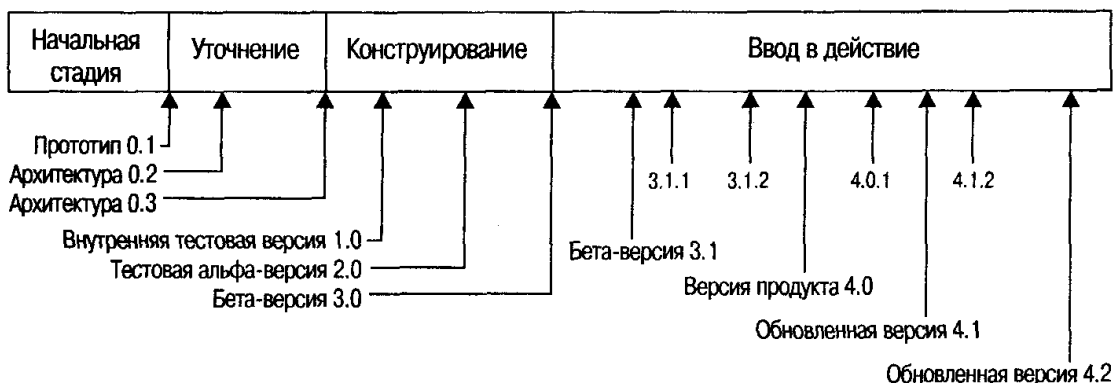 Начальная
стадия
Уточнение
Конструирование
Ввод в действие
Прототип 0.1
Архитектура 0.2
Архитектура 0.3
3.1.1
3.1.2
4.0.1
4.1.2
Внутренняя тестовая версия 1.0
Тестовая альфа-версия 2.0
Бета-версия 3.0
Бета-версия 3.1
Версия продукта 4.0
Обновленная версия 4.1
Обновленная версия 4.2